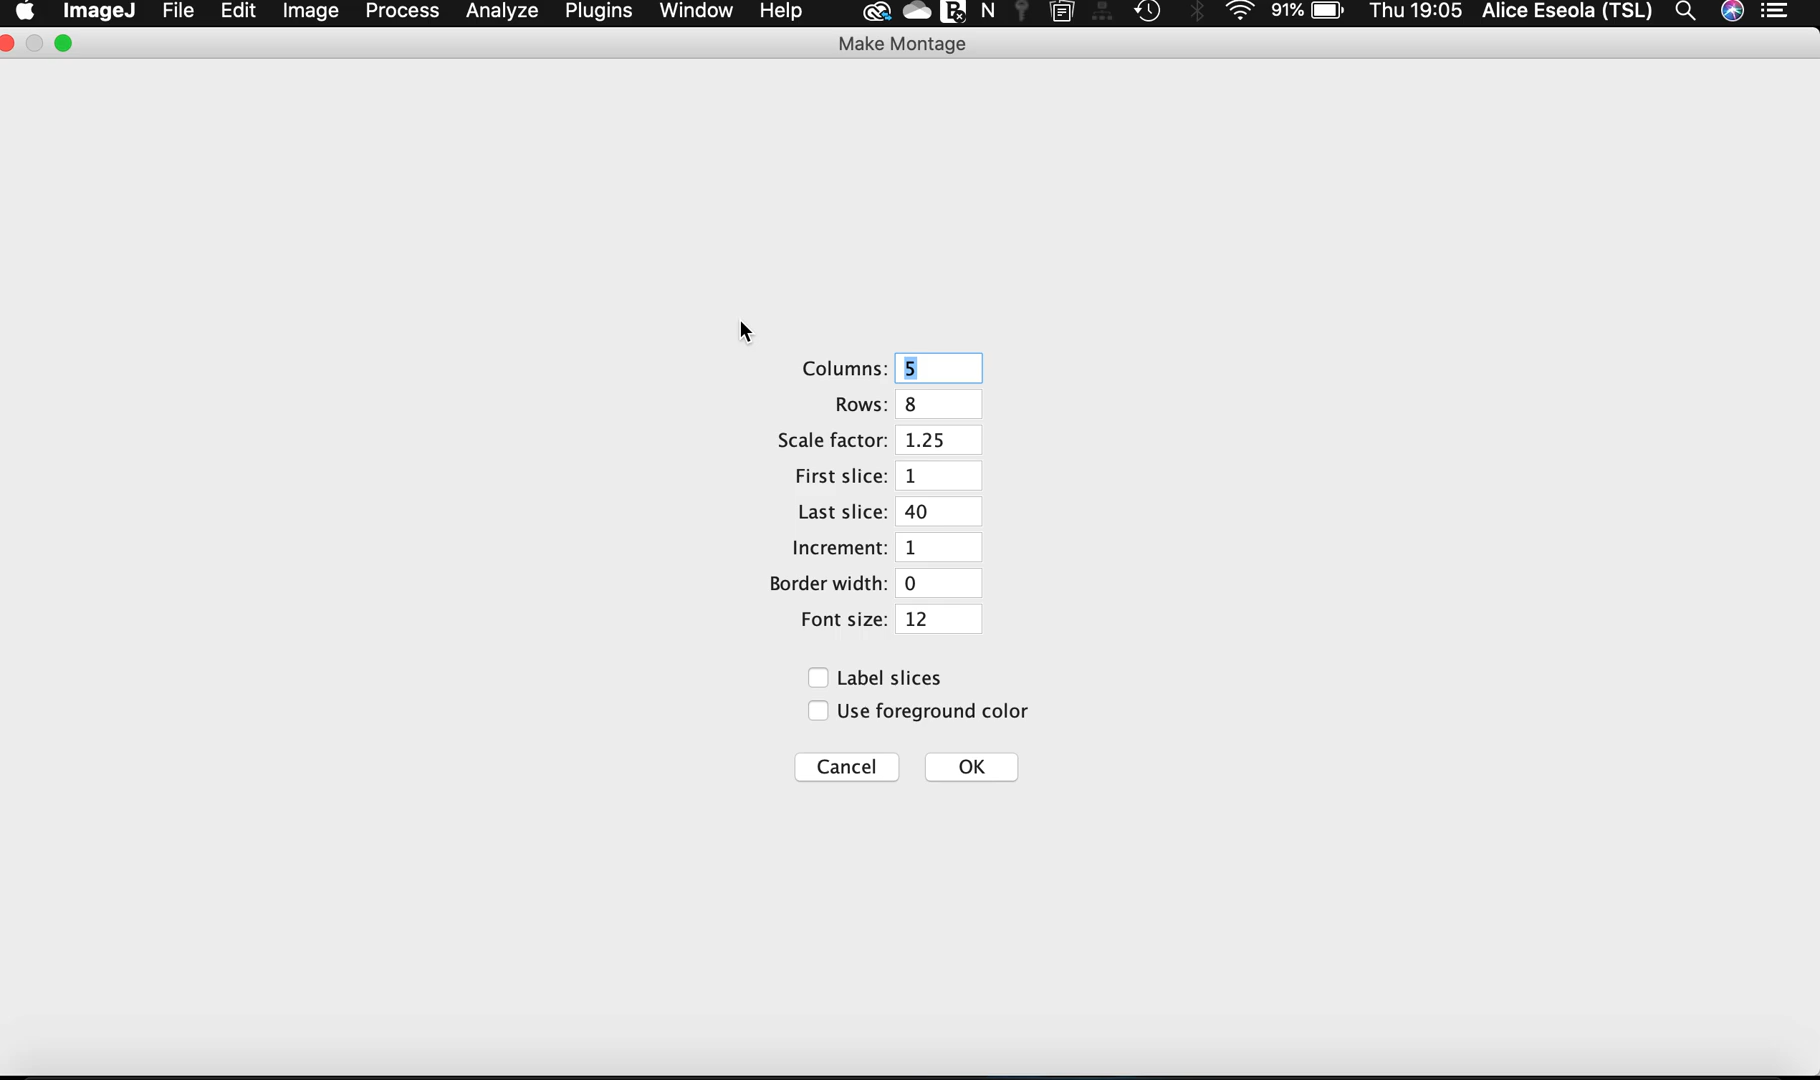 ImageJ File Edit Image Process Analyze Plugins Window Help N 91% Thu 19:05 Alice Eseola (TSL)
Make Montage
Columns: 5
Rows: 8
Scale factor: 1.25
First slice: 1
Last slice: 40
Increment: 1
Border width: 0
Font size: 12
Label slices
Use foreground color
Cancel OK